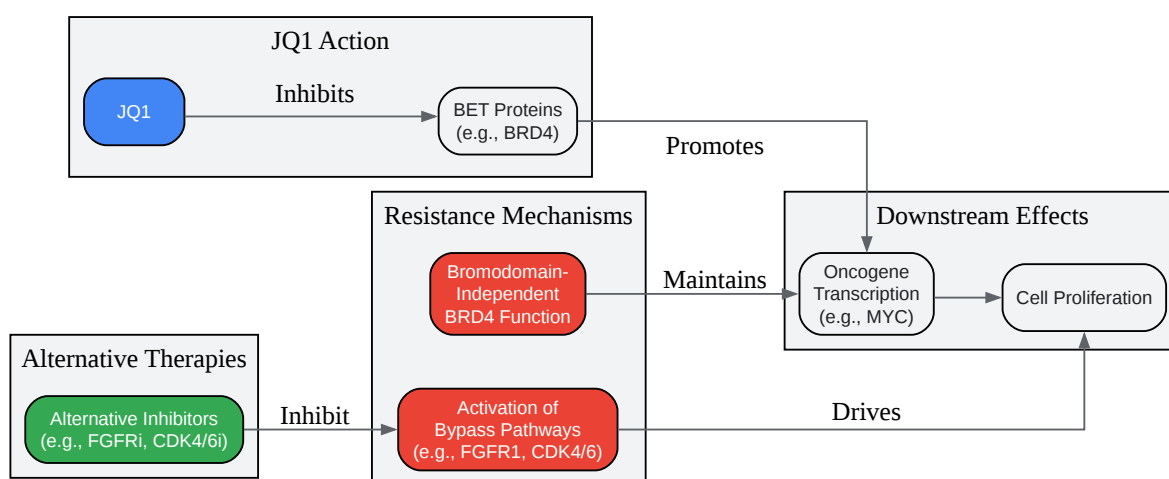 JQ1 Action
JQ1
Inhibits
BET Proteins
(e.g., BRD4)
Promotes
Resistance Mechanisms
Downstream Effects
Bromodomain-
Independent
BRD4 Function
Maintains
Oncogene
Transcription
(e.g., MYC)
Cell Proliferation
Alternative Therapies
Alternative Inhibitors
(e.g., FGFRi, CDK4/6i)
Inhibit
Activation of
Bypass Pathways
(e.g., FGFR1, CDK4/6)
Drives